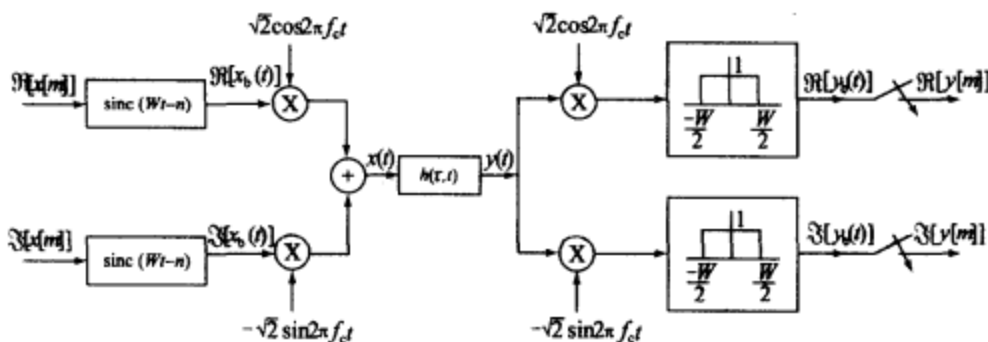 √2cos2πf_ct √2cos2πf_ct
ℜ[x[m]] sinc (Wt−n) ℜ[x_b(t)] X X 1 −W/2 W/2 ℜ[y_b(t)] ℜ[y[m]]
+ x(t) h(τ,t) y(t)
ℑ[x[m]] sinc (Wt−n) ℑ[x_b(t)] X X 1 −W/2 W/2 ℑ[y_b(t)] ℑ[y[m]]
−√2 sin2πf_ct −√2 sin2πf_ct